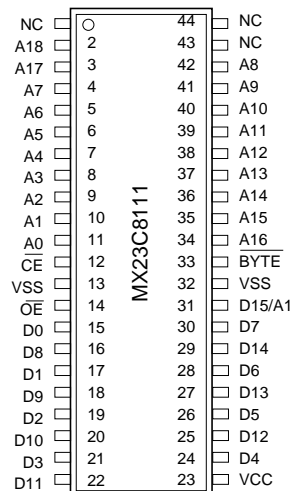 NC 44 NC
A18 2 43 NC
A17 3 42 A8
A7 4 41 A9
A6 5 40 A10
A5 6 39 A11
A4 7 38 A12
A3 8 37 A13
A2 9 36 A14
A1 10 35 A15
A0 11 34 A16
CE 12 33 BYTE
VSS 13 32 VSS
OE 14 31 D15/A1
D0 15 30 D7
D8 16 29 D14
D1 17 28 D6
D9 18 27 D13
D2 19 26 D5
D10 20 25 D12
D3 21 24 D4
D11 22 23 VCC
MX23C8111